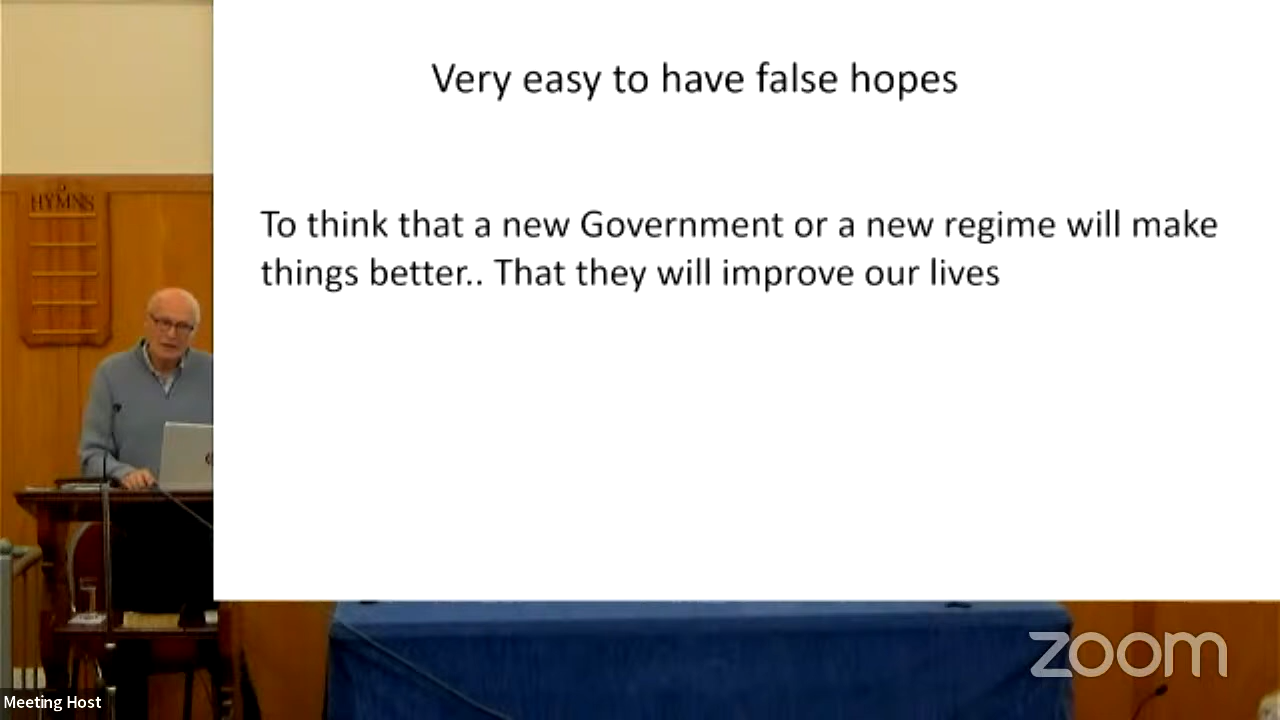 Very easy to have false hopes
To think that a new Government or a new regime will make
things better.. That they will improve our lives
HYMNS
zoom
Meeting Host